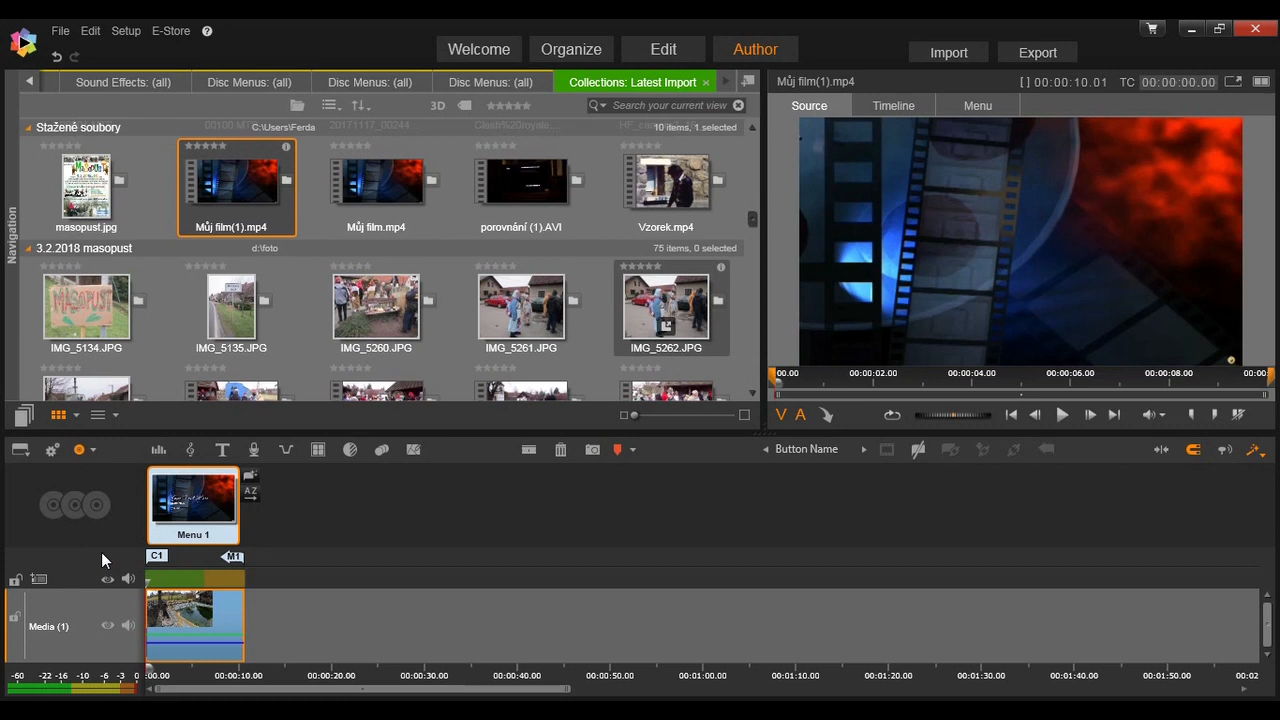 File Edit Setup E-Store ?
Welcome Organize Edit Author
Import Export
Sound Effects: (all) Disc Menus: (all) Disc Menus: (all) Disc Menus: (all) Collections: Latest Import ×
Můj film(1).mp4 [ ] 00:00:10.01 TC 00:00:00.00
3D Search your current view
Source Timeline Menu
Stažené soubory C:\Users\Ferda 10 items, 1 selected
masopust.jpg Můj film(1).mp4 Můj film.mp4 porovnání (1).AVI Vzorek.mp4
3.2.2018 masopust d:\foto 75 items, 0 selected
MASOPUST
IMG_5134.JPG IMG_5135.JPG IMG_5260.JPG IMG_5261.JPG IMG_5262.JPG
00.00 00:00:02.00 00:00:04.00 00:00:06.00 00:00:08.00 00:00:
V A
Button Name
AZ
Menu 1
C1 M1
Media (1)
-60 -22 -16 -10 -6 -3 0 :00.00 00:00:10.00 00:00:20.00 00:00:30.00 00:00:40.00 00:00:50.00 00:01:00.00 00:01:10.00 00:01:20.00 00:01:30.00 00:01:40.00 00:01:50.00 00:02